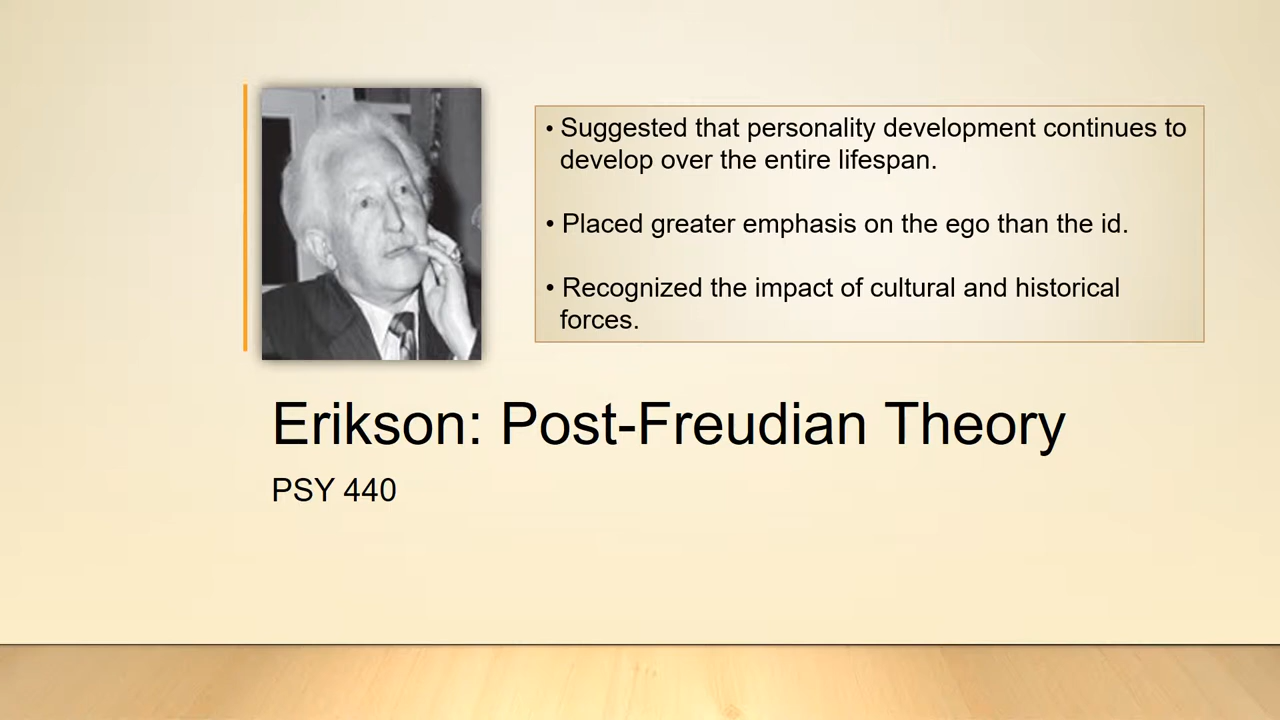 • Suggested that personality development continues to
develop over the entire lifespan.
• Placed greater emphasis on the ego than the id.
• Recognized the impact of cultural and historical
forces.
Erikson: Post-Freudian Theory
PSY 440